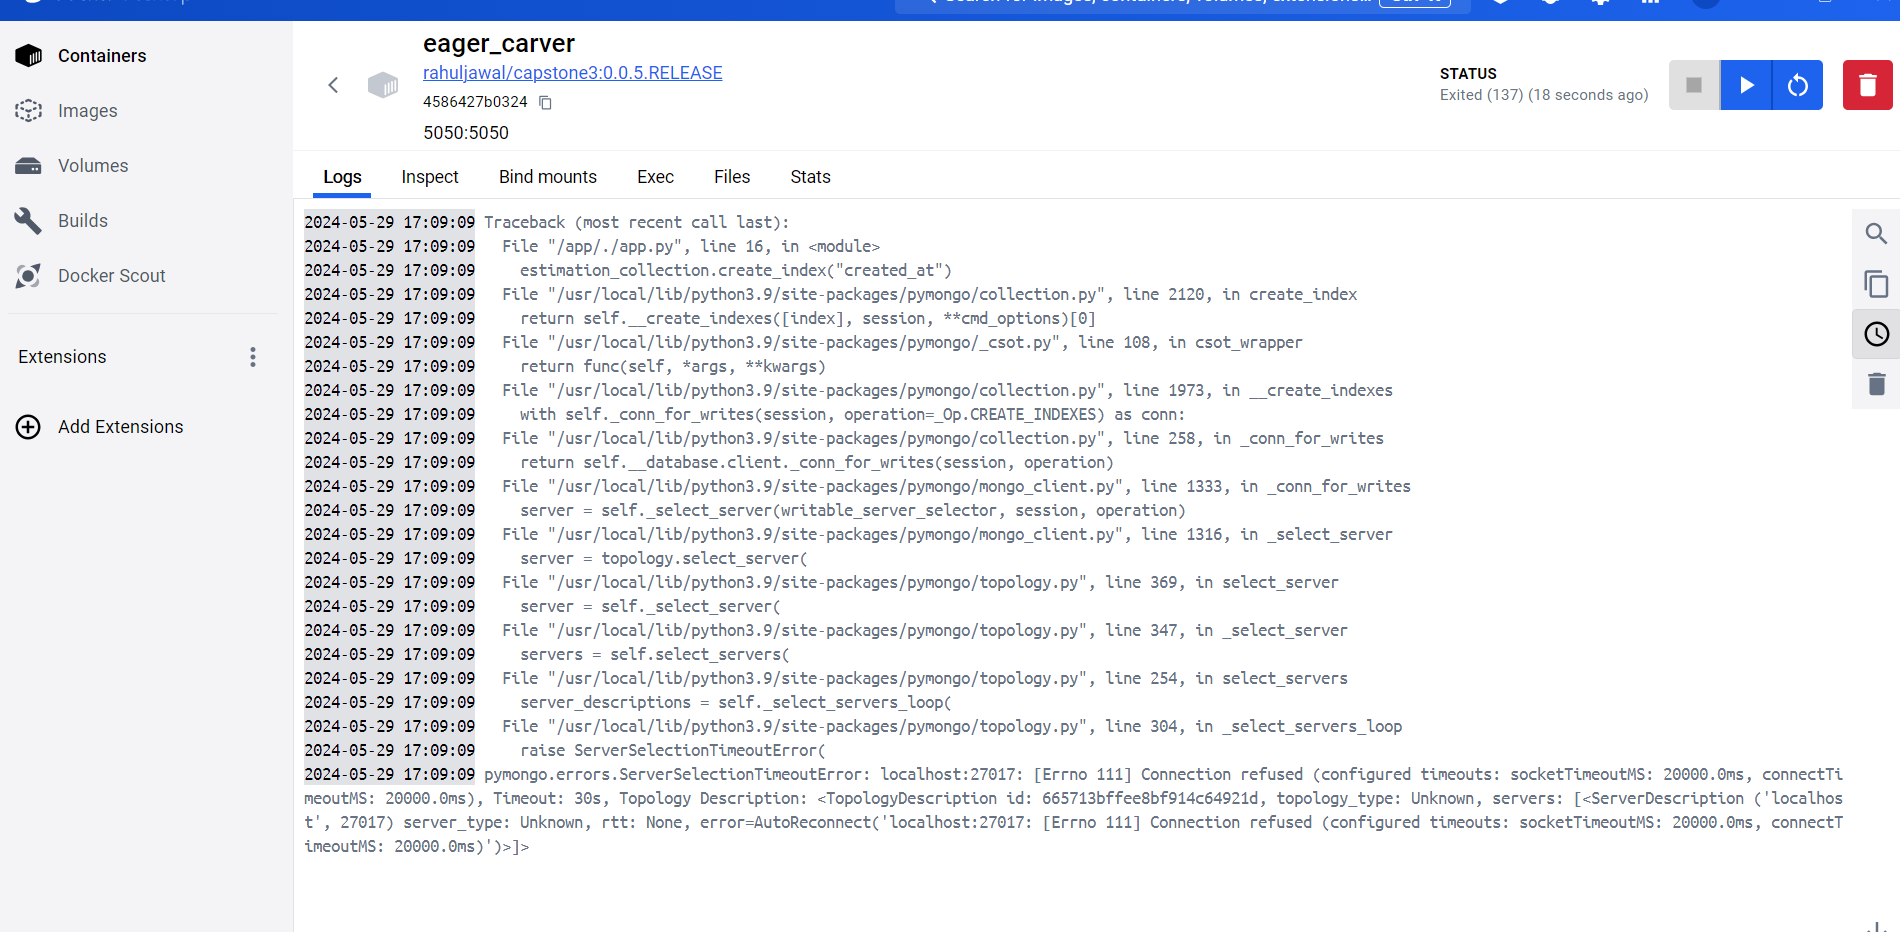 eager_carver
rahuljawal/capstone3:0.0.5.RELEASE
4586427b0324
5050:5050
STATUS
Exited (137) (18 seconds ago)
Containers
Images
Volumes
Builds
Docker Scout
Extensions
Add Extensions
Logs Inspect Bind mounts Exec Files Stats
2024-05-29 17:09:09 Traceback (most recent call last):
2024-05-29 17:09:09 File "/app/./app.py", line 16, in <module>
2024-05-29 17:09:09 estimation_collection.create_index("created_at")
2024-05-29 17:09:09 File "/usr/local/lib/python3.9/site-packages/pymongo/collection.py", line 2120, in create_index
2024-05-29 17:09:09 return self.__create_indexes([index], session, **cmd_options)[0]
2024-05-29 17:09:09 File "/usr/local/lib/python3.9/site-packages/pymongo/_csot.py", line 108, in csot_wrapper
2024-05-29 17:09:09 return func(self, *args, **kwargs)
2024-05-29 17:09:09 File "/usr/local/lib/python3.9/site-packages/pymongo/collection.py", line 1973, in __create_indexes
2024-05-29 17:09:09 with self._conn_for_writes(session, operation=_Op.CREATE_INDEXES) as conn:
2024-05-29 17:09:09 File "/usr/local/lib/python3.9/site-packages/pymongo/collection.py", line 258, in _conn_for_writes
2024-05-29 17:09:09 return self.__database.client._conn_for_writes(session, operation)
2024-05-29 17:09:09 File "/usr/local/lib/python3.9/site-packages/pymongo/mongo_client.py", line 1333, in _conn_for_writes
2024-05-29 17:09:09 server = self._select_server(writable_server_selector, session, operation)
2024-05-29 17:09:09 File "/usr/local/lib/python3.9/site-packages/pymongo/mongo_client.py", line 1316, in _select_server
2024-05-29 17:09:09 server = topology.select_server(
2024-05-29 17:09:09 File "/usr/local/lib/python3.9/site-packages/pymongo/topology.py", line 369, in select_server
2024-05-29 17:09:09 server = self._select_server(
2024-05-29 17:09:09 File "/usr/local/lib/python3.9/site-packages/pymongo/topology.py", line 347, in _select_server
2024-05-29 17:09:09 servers = self.select_servers(
2024-05-29 17:09:09 File "/usr/local/lib/python3.9/site-packages/pymongo/topology.py", line 254, in select_servers
2024-05-29 17:09:09 server_descriptions = self._select_servers_loop(
2024-05-29 17:09:09 File "/usr/local/lib/python3.9/site-packages/pymongo/topology.py", line 304, in _select_servers_loop
2024-05-29 17:09:09 raise ServerSelectionTimeoutError(
2024-05-29 17:09:09 pymongo.errors.ServerSelectionTimeoutError: localhost:27017: [Errno 111] Connection refused (configured timeouts: socketTimeoutMS: 20000.0ms, connectTi
meoutMS: 20000.0ms), Timeout: 30s, Topology Description: <TopologyDescription id: 665713bffee8bf914c64921d, topology_type: Unknown, servers: [<ServerDescription ('localhos
t', 27017) server_type: Unknown, rtt: None, error=AutoReconnect('localhost:27017: [Errno 111] Connection refused (configured timeouts: socketTimeoutMS: 20000.0ms, connectT
imeoutMS: 20000.0ms)')>]>